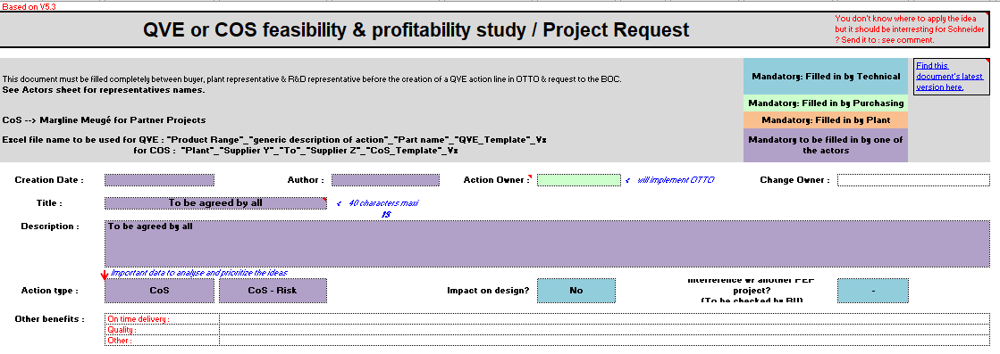 Based on V5.3
QVE or COS feasibility & profitability study / Project Request
You don't know where to apply the idea
but it should be interresting for Schneider
? Send it to : see comment.
This document must be filled completely between buyer, plant representative & R&D representative before the creation of a QVE action line in OTTO & request to the BOC.
See Actors sheet for representatives names.
Mandatory: Filled in by Technical
Find this
document's latest
version here.
Mandatory: Filled in by Purchasing
CoS --> Maryline Meugé for Partner Projects
Mandatory: Filled in by Plant
Excel file name to be used for QVE : "Product Range"_"generic description of action"_"Part name"_"QVE_Template"_Vx
for COS : "Plant"_"Supplier Y"_"To"_"Supplier Z"_"CoS_Template"_Vx
Mandatory to be filled in by one of
the actors
Creation Date : Author : Action Owner : < will implement OTTO Change Owner :
Title : To be agreed by all < 40 characters maxi
15
Description : To be agreed by all
Important data to analyse and prioritize the ideas
Action type : CoS CoS - Risk Impact on design? No Interference w/ another PEP
project?
(To be checked by BU) -
Other benefits : On time delivery :
Quality :
Other :